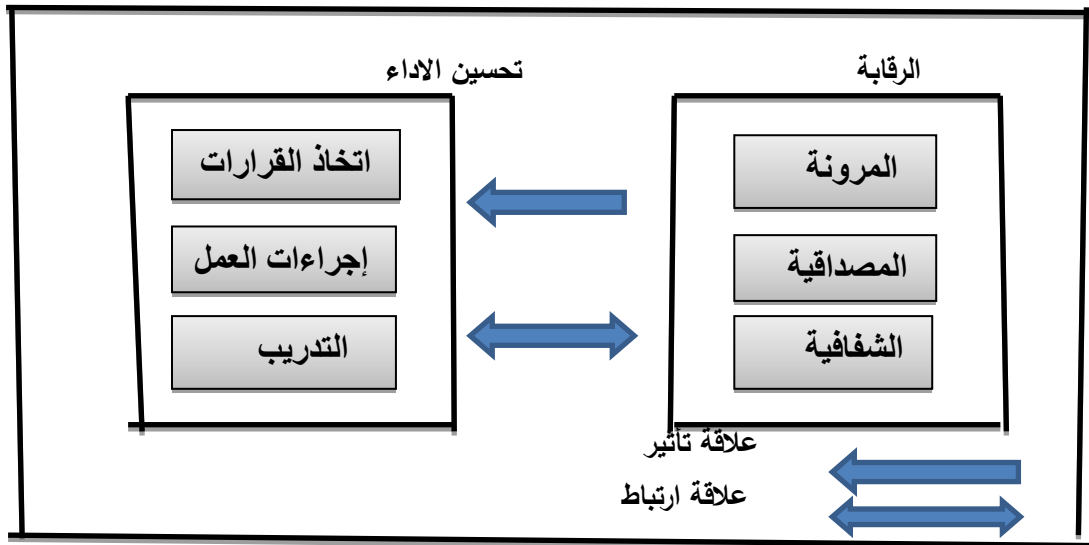 الرقابة
تحسين الاداء
المرونة
المصداقية
الشفافية
اتخاذ القرارات
إجراءات العمل
التدريب
علاقة تأثير
علاقة ارتباط